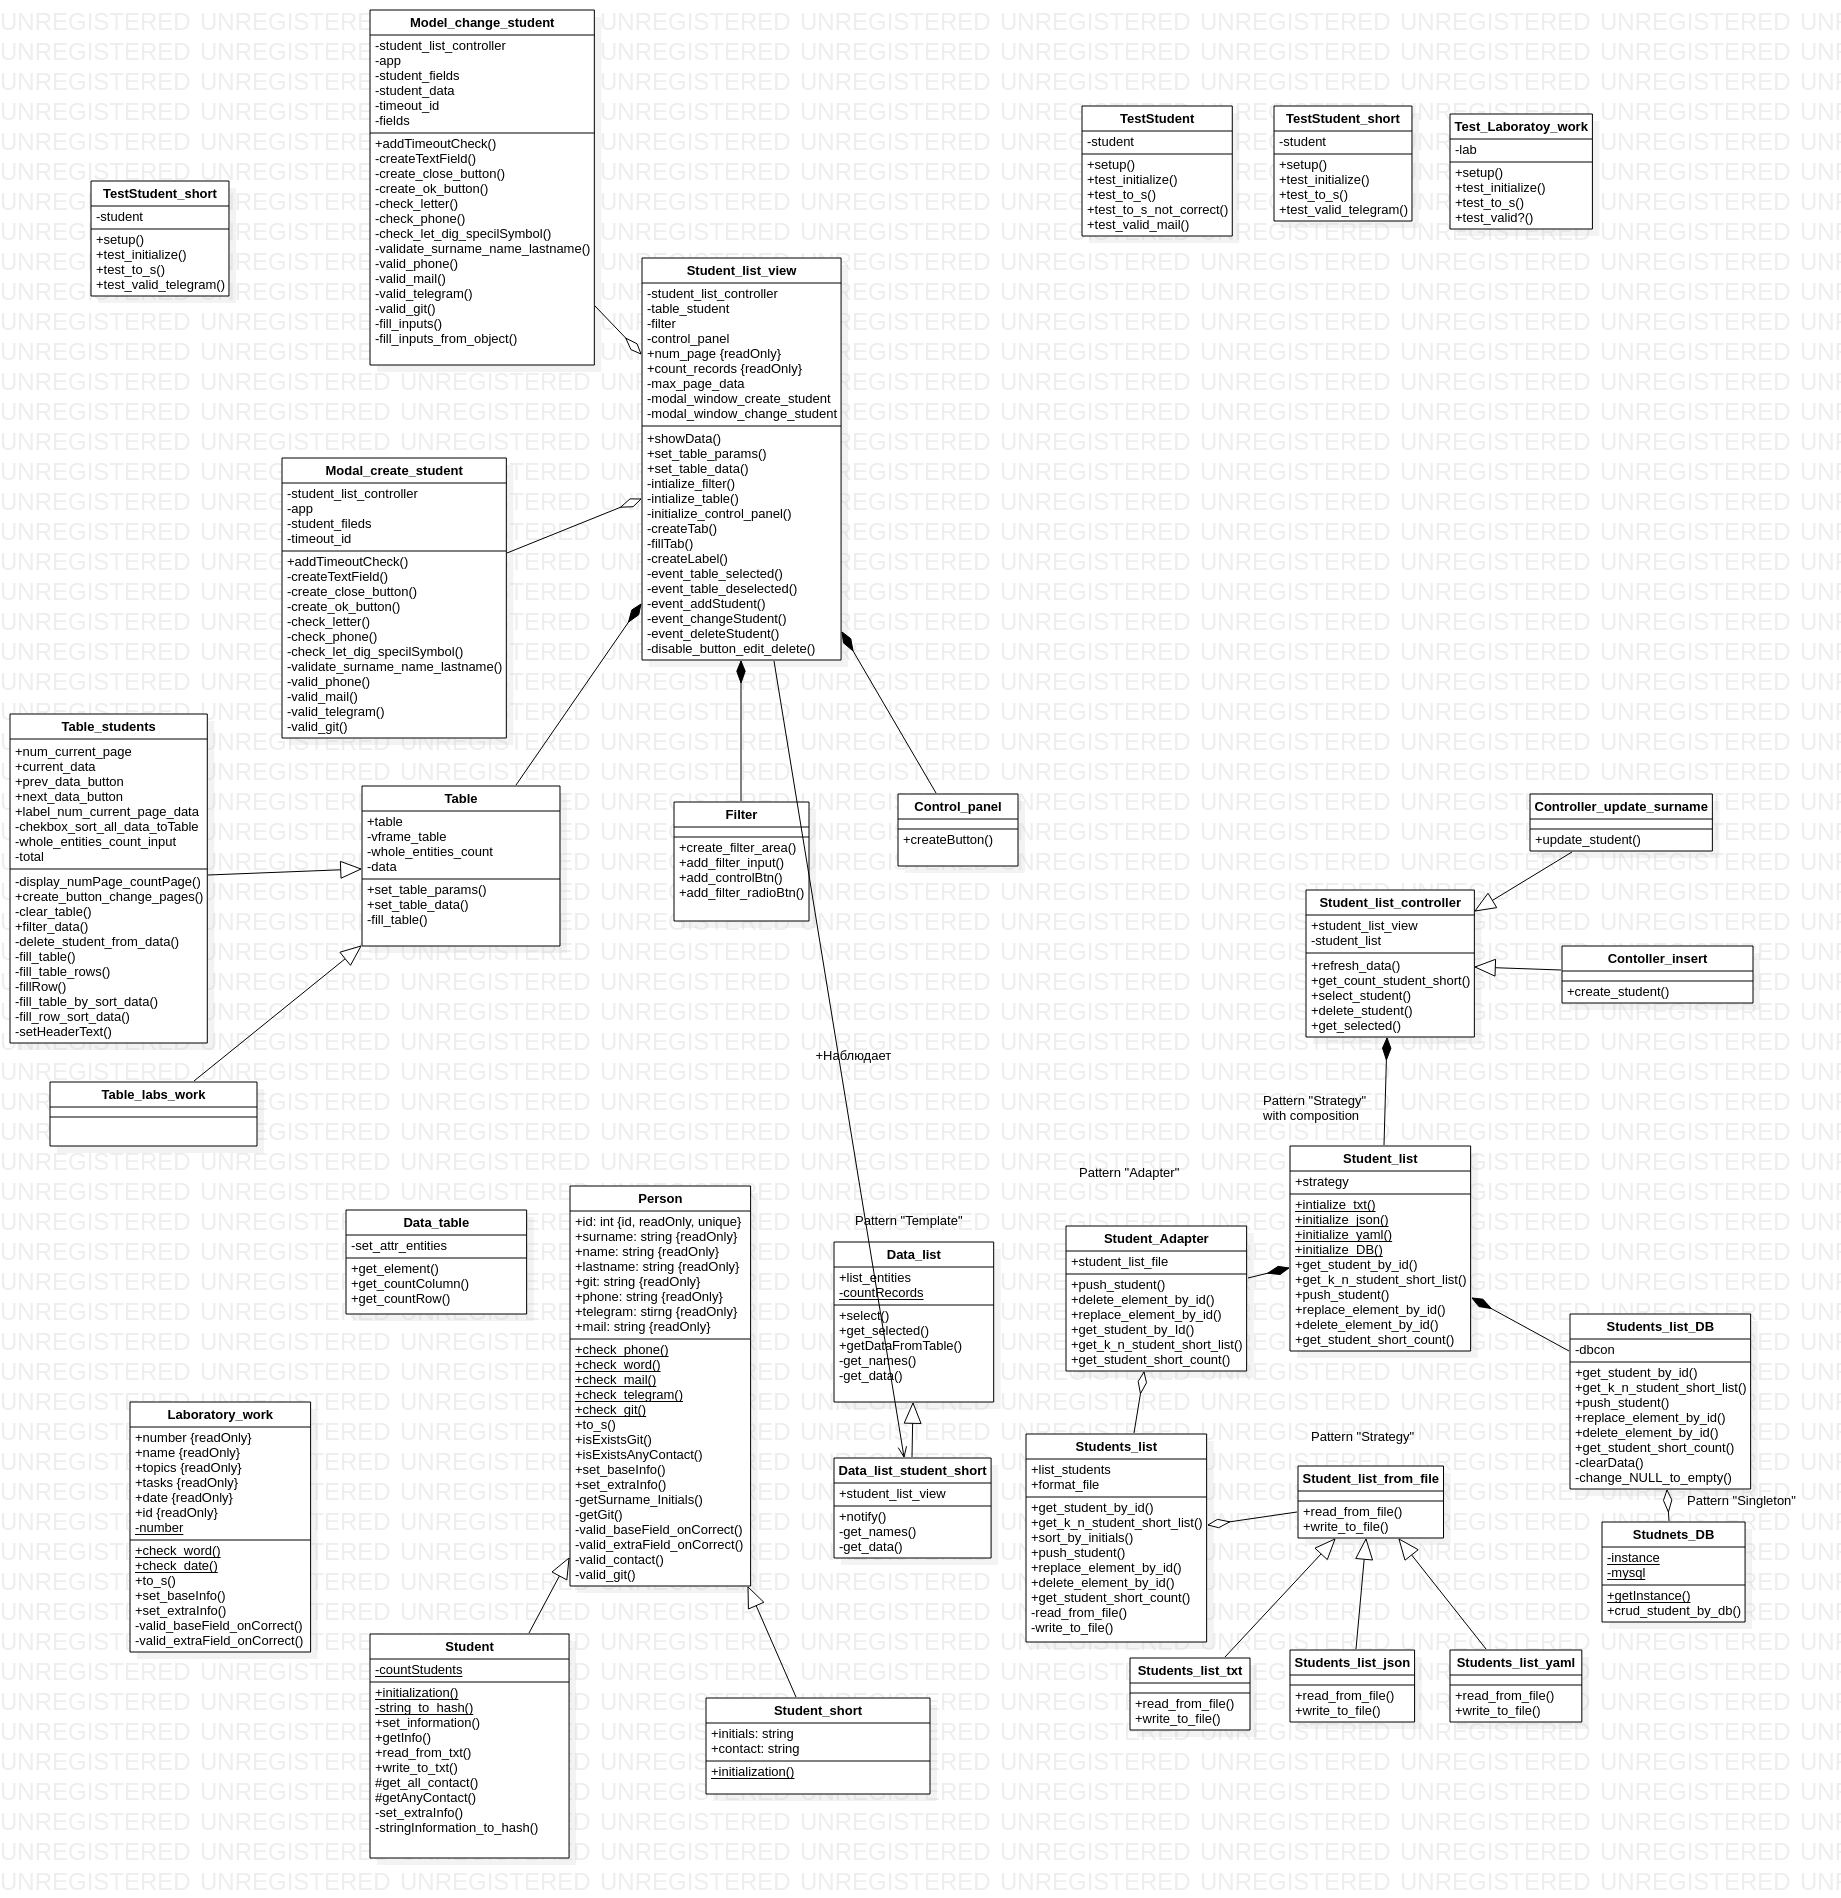 Model_change_student
-student_list_controller
-app
-student_fields
-student_data
-timeout_id
-fields
+addTimeoutCheck()
-createTextField()
-create_close_button()
-create_ok_button()
-check_letter()
-check_phone()
-check_let_dig_specilSymbol()
-validate_surname_name_lastname()
-valid_phone()
-valid_mail()
-valid_telegram()
-valid_git()
-fill_inputs()
-fill_inputs_from_object()
TestStudent
-student
+setup()
+test_initialize()
+test_to_s()
+test_to_s_not_correct()
+test_valid_mail()
TestStudent_short
-student
+setup()
+test_initialize()
+test_to_s()
+test_valid_telegram()
Test_Laboratoy_work
-lab
+setup()
+test_initialize()
+test_to_s()
+test_valid?()
TestStudent_short
-student
+setup()
+test_initialize()
+test_to_s()
+test_valid_telegram()
Student_list_view
-student_list_controller
-table_student
-filter
-control_panel
+num_page {readOnly}
+count_records {readOnly}
-max_page_data
-modal_window_create_student
-modal_window_change_student
+showData()
+set_table_params()
+set_table_data()
-intialize_filter()
-intialize_table()
-initialize_control_panel()
-createTab()
-fillTab()
-createLabel()
-event_table_selected()
-event_table_deselected()
-event_addStudent()
-event_changeStudent()
-event_deleteStudent()
-disable_button_edit_delete()
Modal_create_student
-student_list_controller
-app
-student_fileds
-timeout_id
+addTimeoutCheck()
-createTextField()
-create_close_button()
-create_ok_button()
-check_letter()
-check_phone()
-check_let_dig_specilSymbol()
-validate_surname_name_lastname()
-valid_phone()
-valid_mail()
-valid_telegram()
-valid_git()
Table_students
+num_current_page
+current_data
+prev_data_button
+next_data_button
+label_num_current_page_data
-chekbox_sort_all_data_toTable
-whole_entities_count_input
-total
-display_numPage_countPage()
+create_button_change_pages()
-clear_table()
+filter_data()
-delete_student_from_data()
-fill_table()
-fill_table_rows()
-fillRow()
-fill_table_by_sort_data()
-fill_row_sort_data()
-setHeaderText()
Table
+table
-vframe_table
-whole_entities_count
-data
+set_table_params()
+set_table_data()
-fill_table()
Filter
+create_filter_area()
+add_filter_input()
+add_controlBtn()
+add_filter_radioBtn()
Control_panel
+createButton()
Controller_update_surname
+update_student()
Student_list_controller
+student_list_view
-student_list
+refresh_data()
+get_count_student_short()
+select_student()
+delete_student()
+get_selected()
Contoller_insert
+create_student()
+Наблюдает
Table_labs_work
Pattern "Strategy"
with composition
Pattern "Adapter"
Student_list
+strategy
+intialize_txt()
+initialize_json()
+initialize_yaml()
+initialize_DB()
+get_student_by_id()
+get_k_n_student_short_list()
+push_student()
+replace_element_by_id()
+delete_element_by_id()
+get_student_short_count()
Data_table
-set_attr_entities
+get_element()
+get_countColumn()
+get_countRow()
Person
+id: int {id, readOnly, unique}
+surname: string {readOnly}
+name: string {readOnly}
+lastname: string {readOnly}
+git: string {readOnly}
+phone: string {readOnly}
+telegram: stirng {readOnly}
+mail: string {readOnly}
+check_phone()
+check_word()
+check_mail()
+check_telegram()
+check_git()
+to_s()
+isExistsGit()
+isExistsAnyContact()
+set_baseInfo()
+set_extraInfo()
-getSurname_Initials()
-getGit()
-valid_baseField_onCorrect()
-valid_extraField_onCorrect()
-valid_contact()
-valid_git()
Pattern "Template"
Data_list
+list_entities
-countRecords
+select()
+get_selected()
+getDataFromTable()
-get_names()
-get_data()
Student_Adapter
+student_list_file
+push_student()
+delete_element_by_id()
+replace_element_by_id()
+get_student_by_Id()
+get_k_n_student_short_list()
+get_student_short_count()
Students_list_DB
-dbcon
+get_student_by_id()
+get_k_n_student_short_list()
+push_student()
+replace_element_by_id()
+delete_element_by_id()
+get_student_short_count()
-clearData()
-change_NULL_to_empty()
Laboratory_work
+number {readOnly}
+name {readOnly}
+topics {readOnly}
+tasks {readOnly}
+date {readOnly}
+id {readOnly}
-number
+check_word()
+check_date()
+to_s()
+set_baseInfo()
+set_extraInfo()
-valid_baseField_onCorrect()
-valid_extraField_onCorrect()
Data_list_student_short
+student_list_view
+notify()
-get_names()
-get_data()
Students_list
+list_students
+format_file
+get_student_by_id()
+get_k_n_student_short_list()
+sort_by_initials()
+push_student()
+replace_element_by_id()
+delete_element_by_id()
+get_student_short_count()
-read_from_file()
-write_to_file()
Pattern "Strategy"
Student_list_from_file
+read_from_file()
+write_to_file()
Pattern "Singleton"
Studnets_DB
-instance
-mysql
+getInstance()
+crud_student_by_db()
Student
-countStudents
+initialization()
-string_to_hash()
+set_information()
+getInfo()
+read_from_txt()
+write_to_txt()
#get_all_contact()
#getAnyContact()
-set_extraInfo()
-stringInformation_to_hash()
Student_short
+initials: string
+contact: string
+initialization()
Students_list_txt
+read_from_file()
+write_to_file()
Students_list_json
+read_from_file()
+write_to_file()
Students_list_yaml
+read_from_file()
+write_to_file()